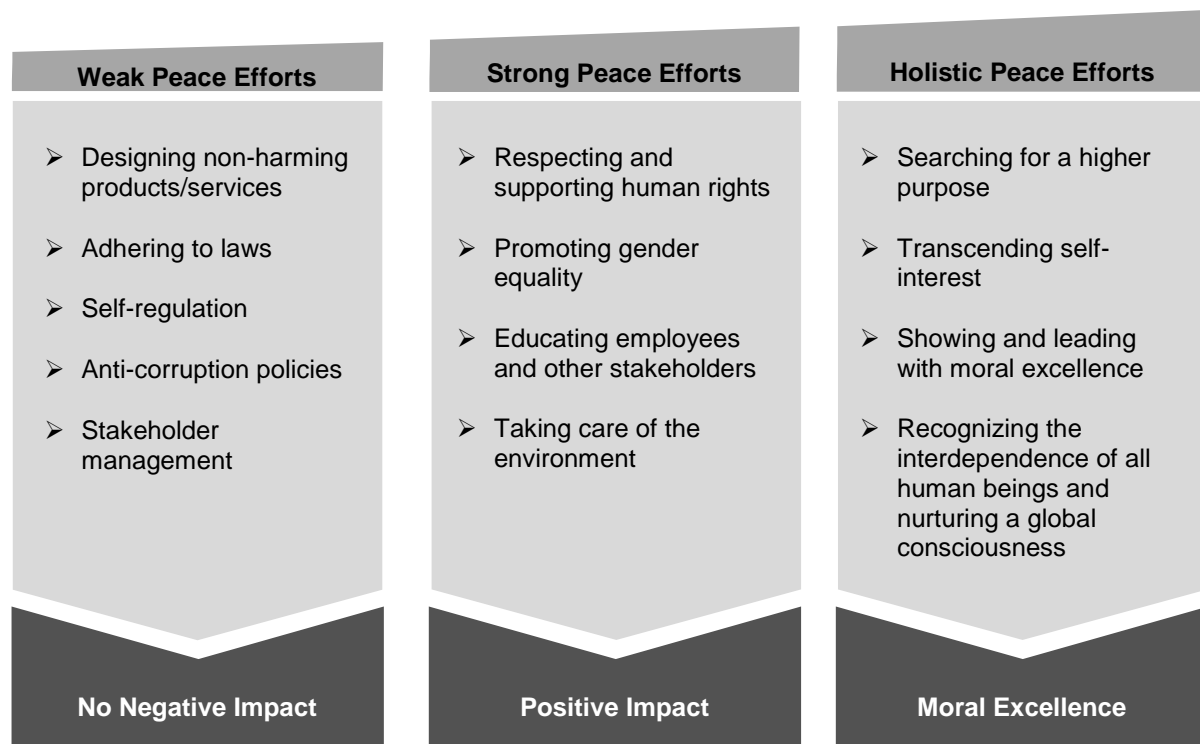 Weak Peace Efforts
➢ Designing non-harming
products/services
➢ Adhering to laws
➢ Self-regulation
➢ Anti-corruption policies
➢ Stakeholder
management
No Negative Impact
Strong Peace Efforts
➢ Respecting and
supporting human rights
➢ Promoting gender
equality
➢ Educating employees
and other stakeholders
➢ Taking care of the
environment
Positive Impact
Holistic Peace Efforts
➢ Searching for a higher
purpose
➢ Transcending self-
interest
➢ Showing and leading
with moral excellence
➢ Recognizing the
interdependence of all
human beings and
nurturing a global
consciousness
Moral Excellence